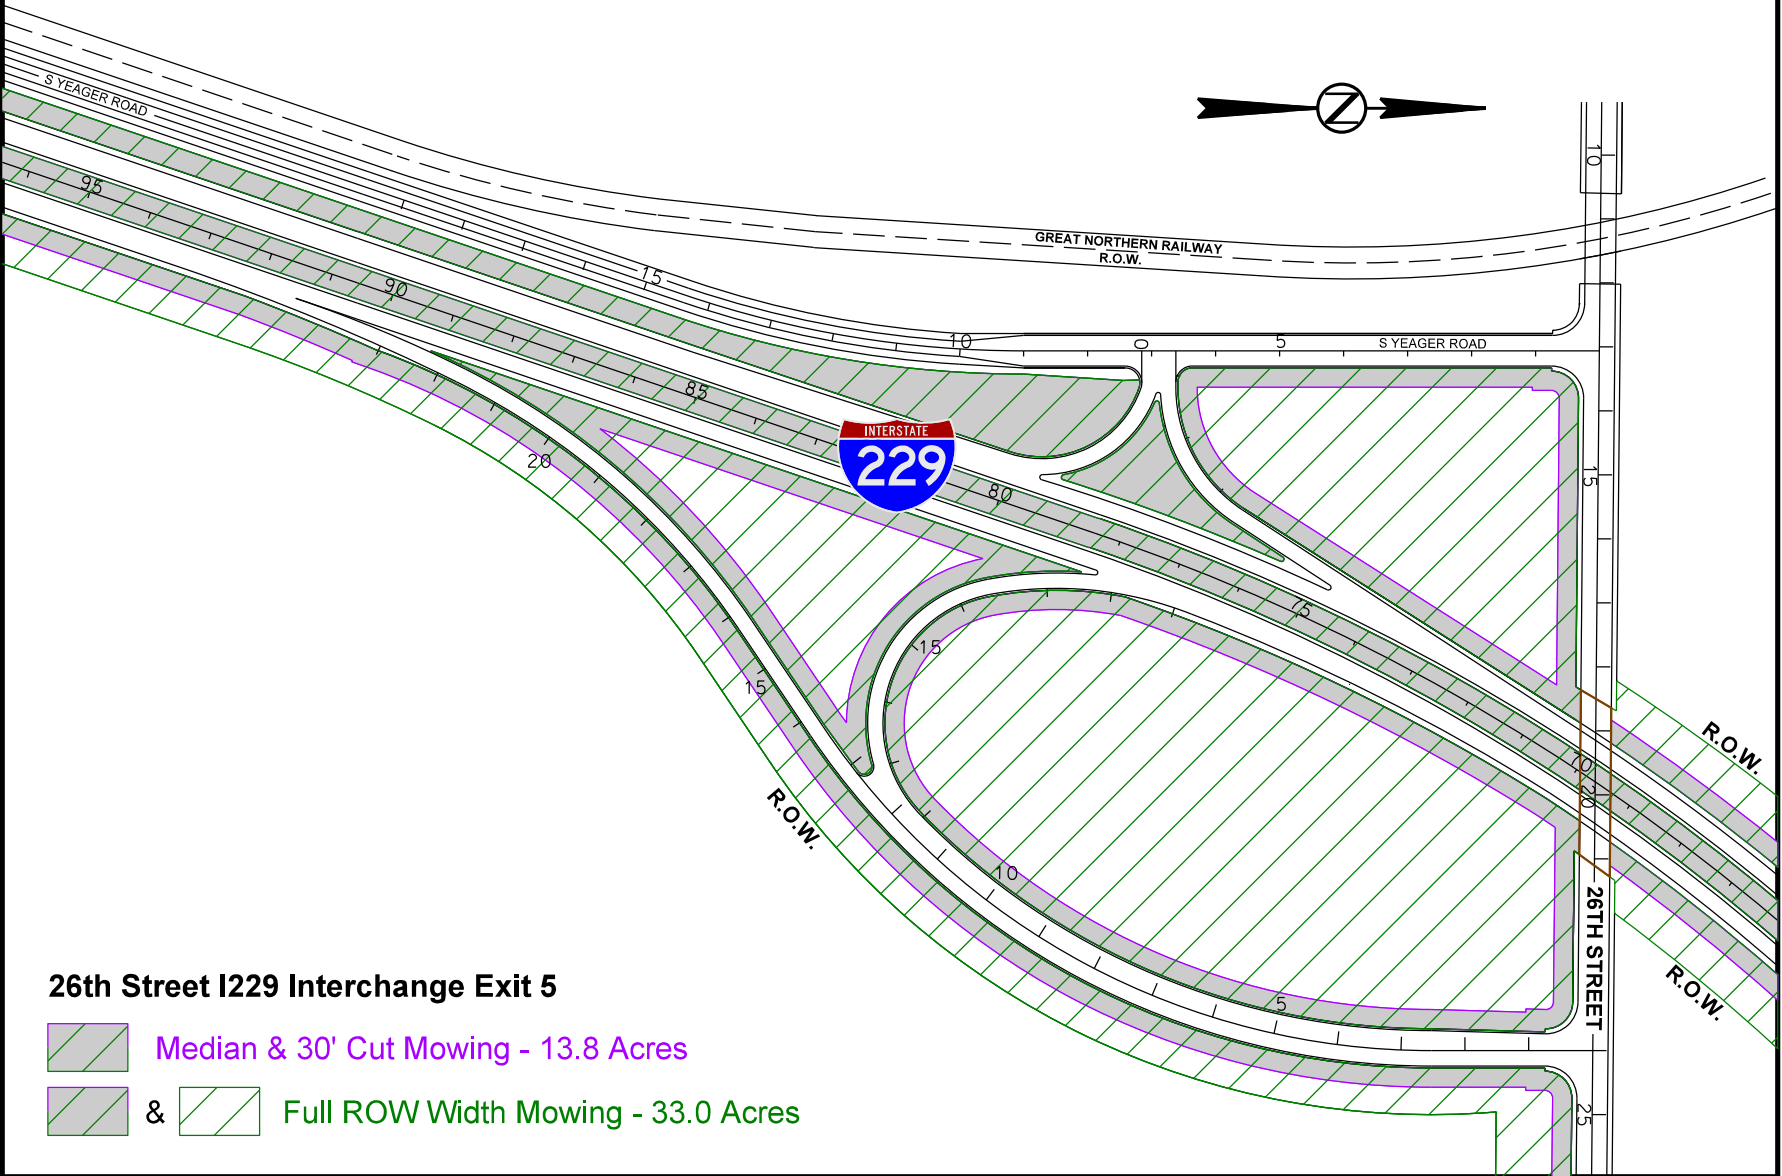 S YEAGER ROAD
Z
10
95
GREAT NORTHERN RAILWAY
R.O.W.
15
90
10
0
5
S YEAGER ROAD
85
INTERSTATE
229
20
80
15
75
15
15
R.O.W.
70
20
R.O.W.
10
26TH STREET
R.O.W.
5
25
26th Street I229 Interchange Exit 5
Median & 30' Cut Mowing - 13.8 Acres
& Full ROW Width Mowing - 33.0 Acres